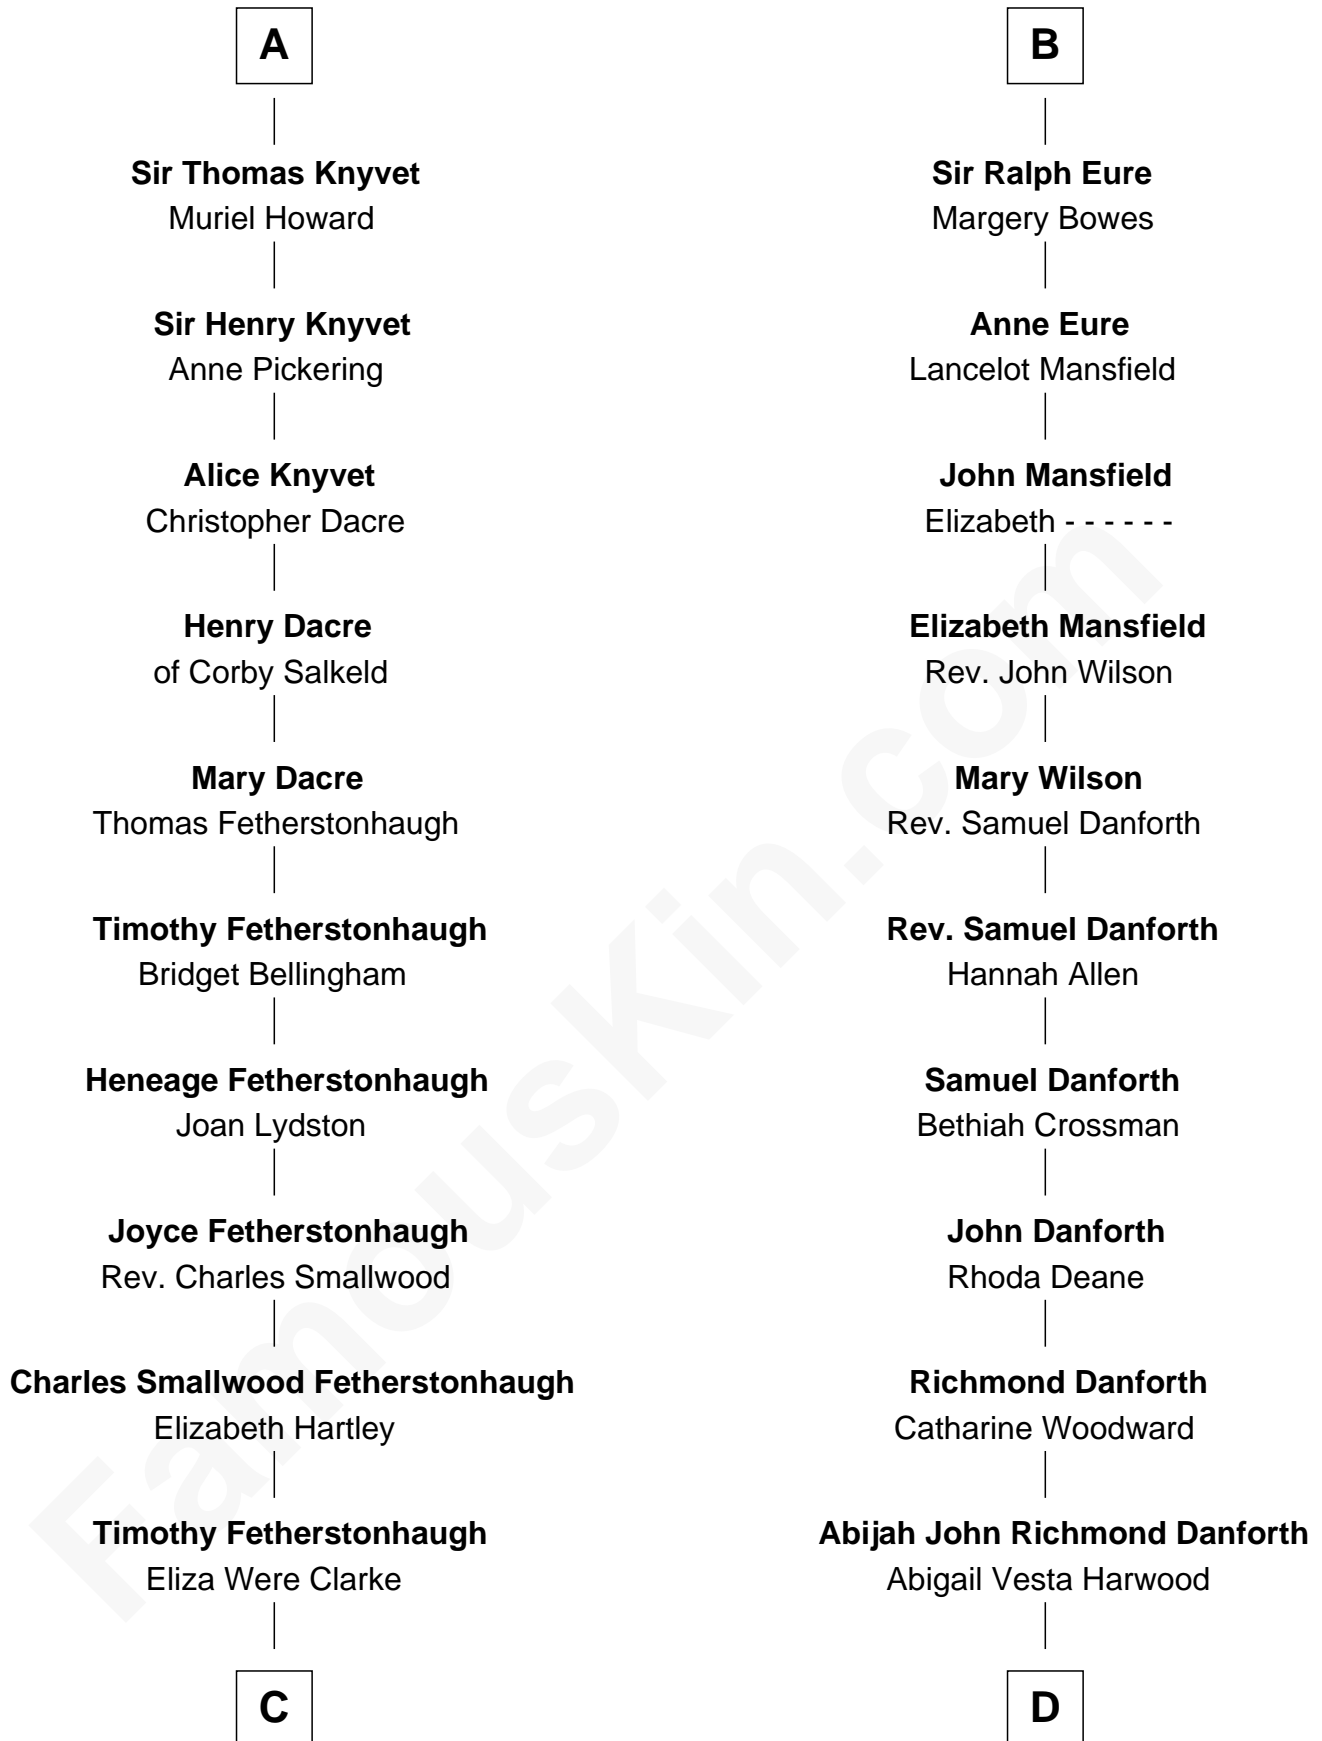 A
Sir Thomas Knyvet
Muriel Howard
Sir Henry Knyvet
Anne Pickering
Alice Knyvet
Christopher Dacre
Henry Dacre
of Corby Salkeld
Mary Dacre
Thomas Fetherstonhaugh
Timothy Fetherstonhaugh
Bridget Bellingham
Heneage Fetherstonhaugh
Joan Lydston
Joyce Fetherstonhaugh
Rev. Charles Smallwood
Charles Smallwood Fetherstonhaugh
Elizabeth Hartley
Timothy Fetherstonhaugh
Eliza Were Clarke
C
B
Sir Ralph Eure
Margery Bowes
Anne Eure
Lancelot Mansfield
John Mansfield
Elizabeth - - - - - -
Elizabeth Mansfield
Rev. John Wilson
Mary Wilson
Rev. Samuel Danforth
Rev. Samuel Danforth
Hannah Allen
Samuel Danforth
Bethiah Crossman
John Danforth
Rhoda Deane
Richmond Danforth
Catharine Woodward
Abijah John Richmond Danforth
Abigail Vesta Harwood
D
FamousKin.com